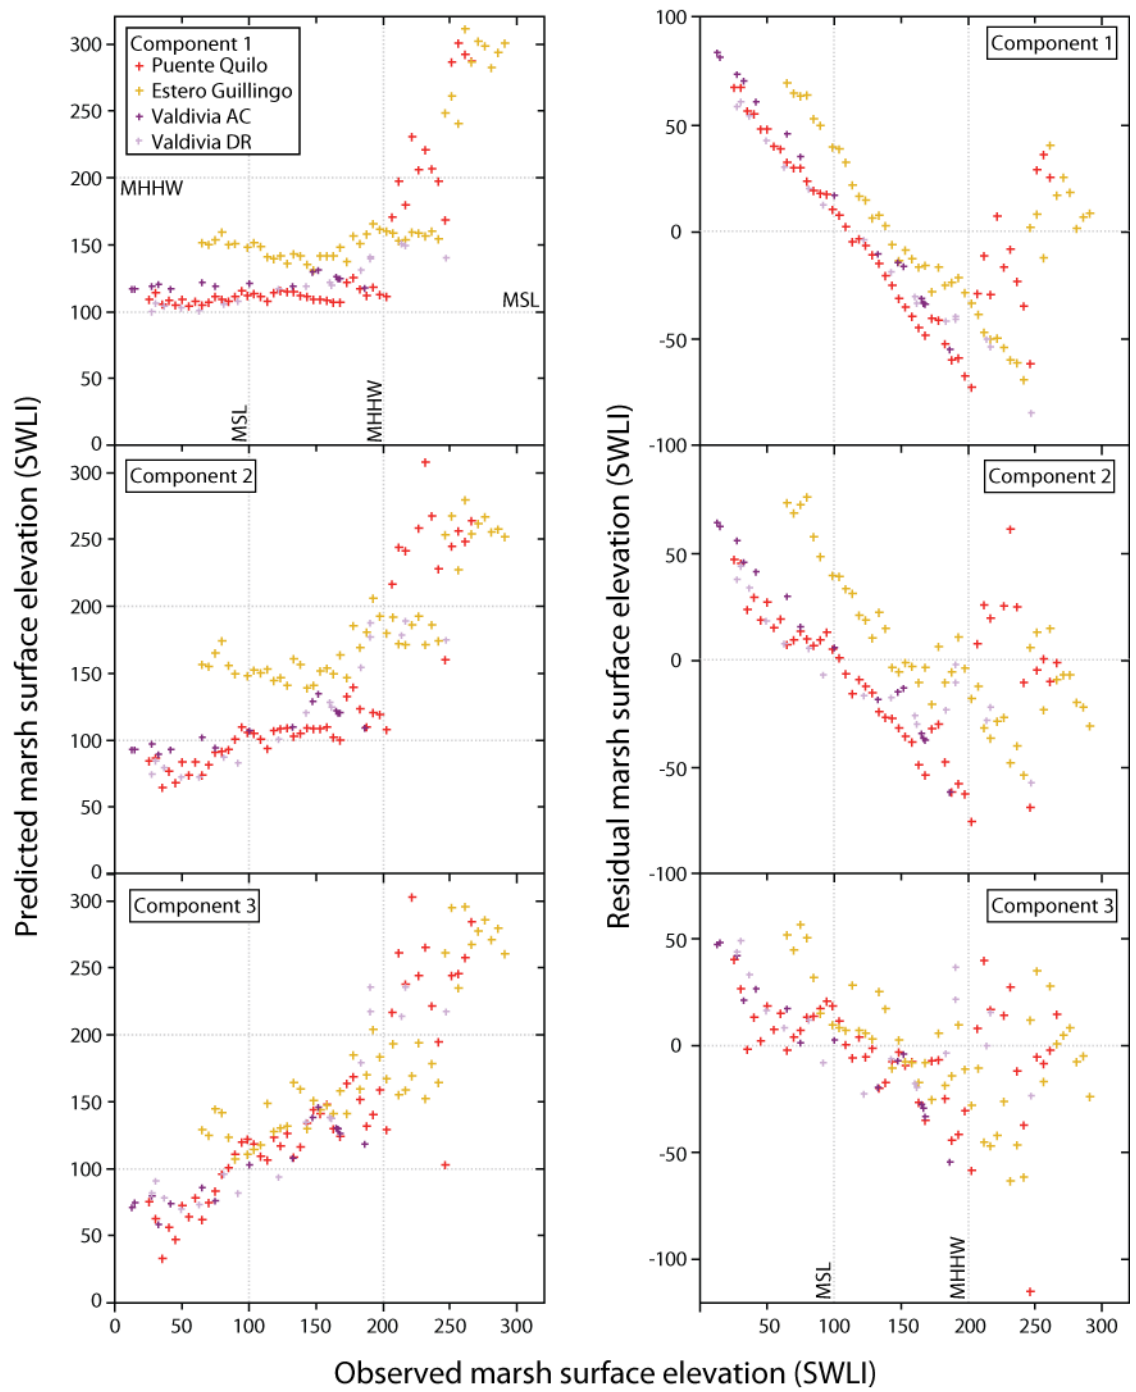 300
250
200
150
100
50
0
Component 1
Puente Quilo
Estero Guillingo
Valdivia AC
Valdivia DR
MHHW
MSL
MSL
MHHW
100
50
0
-50
-100
Component 1
300
250
200
150
100
50
0
Component 2
50
0
-50
-100
Component 2
300
250
200
150
100
50
0
Component 3
0
50
100
150
200
250
300
50
0
-50
-100
Component 3
MSL
MHHW
50
100
150
200
250
300
Predicted marsh surface elevation (SWLI)
Residual marsh surface elevation (SWLI)
Observed marsh surface elevation (SWLI)